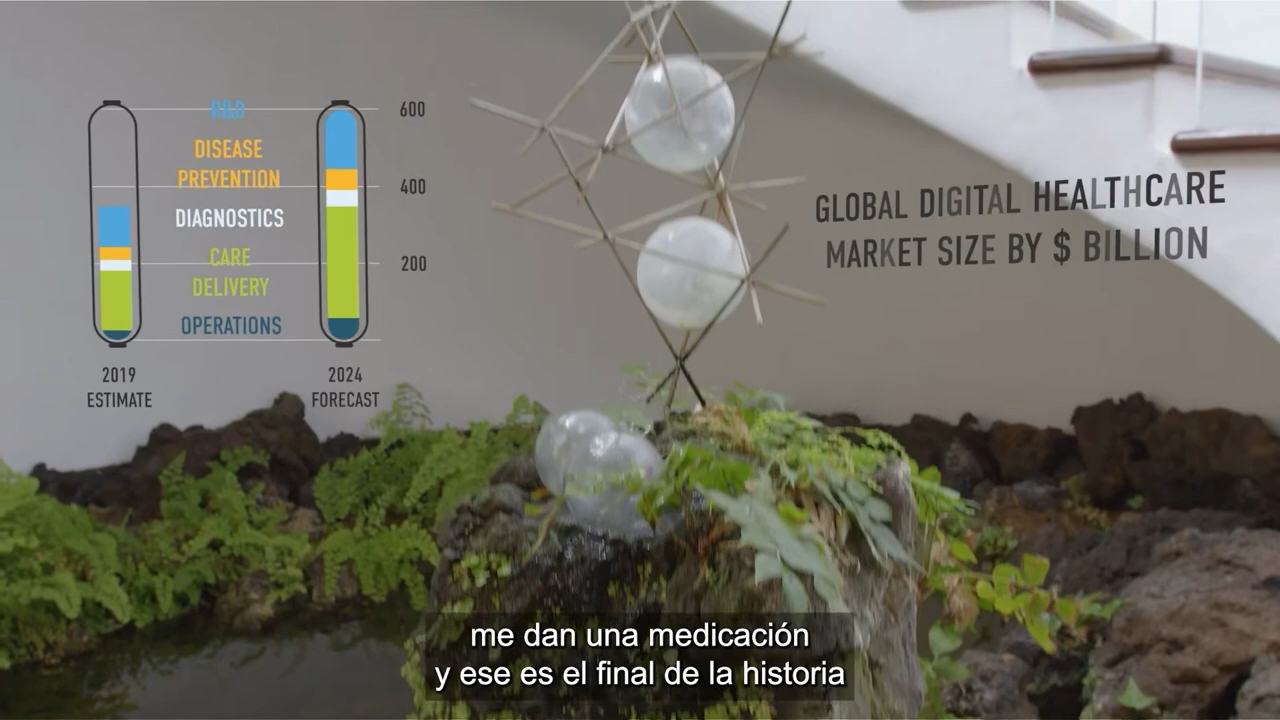 R&D
DISEASE
PREVENTION
DIAGNOSTICS
CARE
DELIVERY
OPERATIONS
600
400
200
2019
ESTIMATE
2024
FORECAST
GLOBAL DIGITAL HEALTHCARE
MARKET SIZE BY $ BILLION
me dan una medicación
y ese es el final de la historia